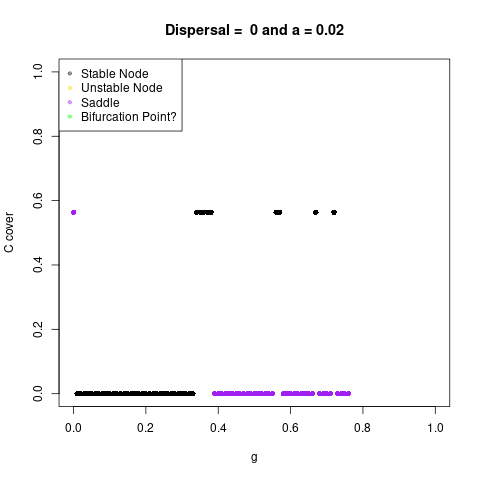 Dispersal =  0 and a = 0.02
Stable Node
Unstable Node
Saddle
Bifurcation Point?
C cover
1.0
0.8
0.6
0.4
0.2
0.0
0.0 0.2 0.4 0.6 0.8 1.0
g